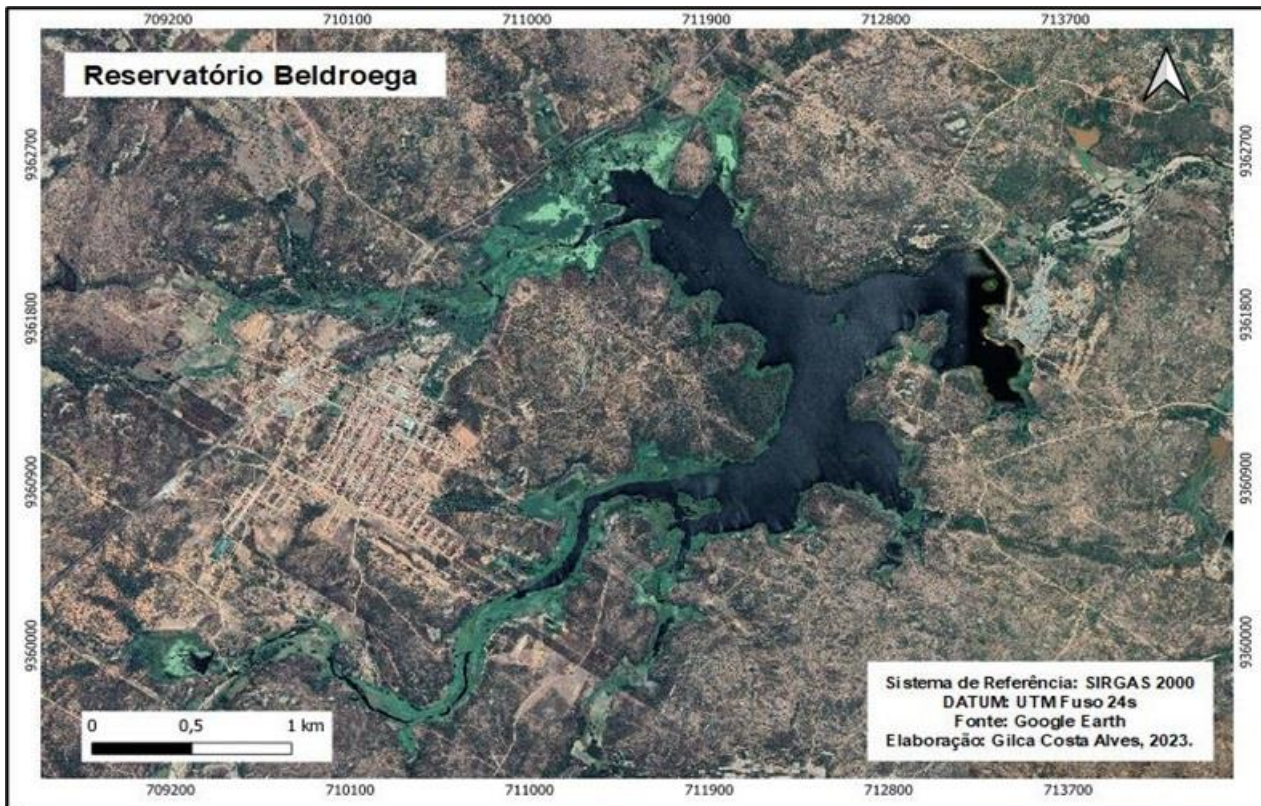 709200 710100 711000 711900 712800 713700
Reservatório Beldroega
9362700 9362700
9361800 9361800
9360900 9360900
9360000 9360000
Sistema de Referência: SIRGAS 2000
DATUM: UTM Fuso 24s
Fonte: Google Earth
Elaboração: Gilca Costa Alves, 2023.
0 0,5 1 km
709200 710100 711000 711900 712800 713700